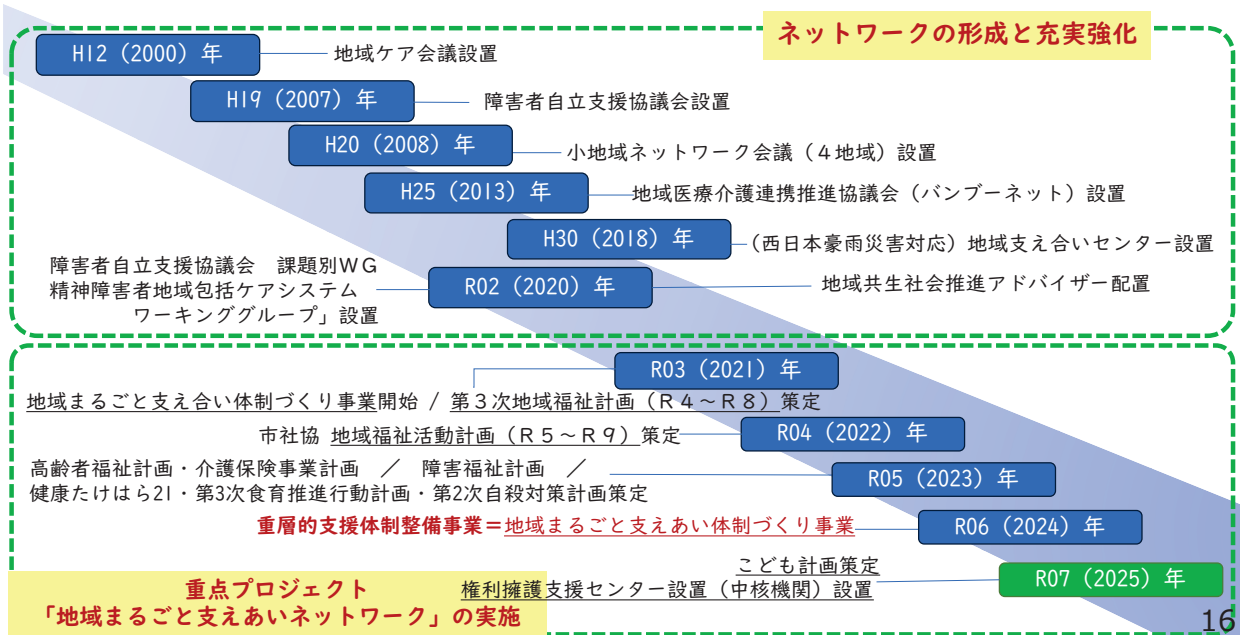 ネットワークの形成と充実強化
H12（2000）年
地域ケア会議設置
H19（2007）年
障害者自立支援協議会設置
H20（2008）年
小地域ネットワーク会議（４地域）設置
H25（2013）年
地域医療介護連携推進協議会（バンブーネット）設置
H30（2018）年
（西日本豪雨災害対応）地域支え合いセンター設置
障害者自立支援協議会　課題別ＷＧ
精神障害者地域包括ケアシステム
ワーキンググループ」設置
R02（2020）年
地域共生社会推進アドバイザー配置
R03（2021）年
地域まるごと支え合い体制づくり事業開始 / 第３次地域福祉計画（Ｒ４～Ｒ８）策定
市社協 地域福祉活動計画（Ｒ５～Ｒ９）策定
R04（2022）年
高齢者福祉計画・介護保険事業計画　／　障害福祉計画　／
健康たけはら21・第3次食育推進行動計画・第2次自殺対策計画策定
R05（2023）年
重層的支援体制整備事業＝地域まるごと支えあい体制づくり事業
R06（2024）年
こども計画策定
権利擁護支援センター設置（中核機関）設置
R07（2025）年
重点プロジェクト
「地域まるごと支えあいネットワーク」の実施
16